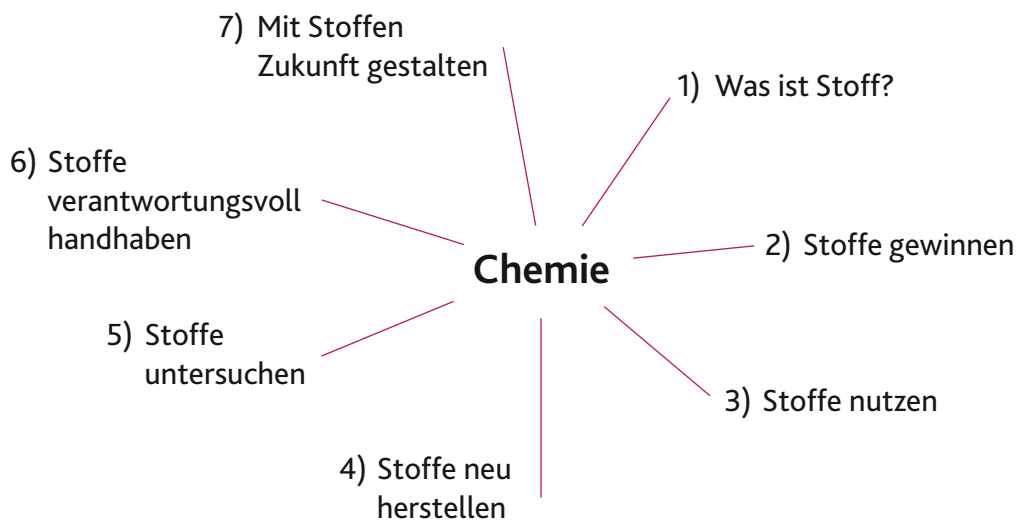 7) Mit Stoffen
Zukunft gestalten
1) Was ist Stoff?
6) Stoffe
verantwortungsvoll
handhaben
2) Stoffe gewinnen
Chemie
5) Stoffe
untersuchen
3) Stoffe nutzen
4) Stoffe neu
herstellen